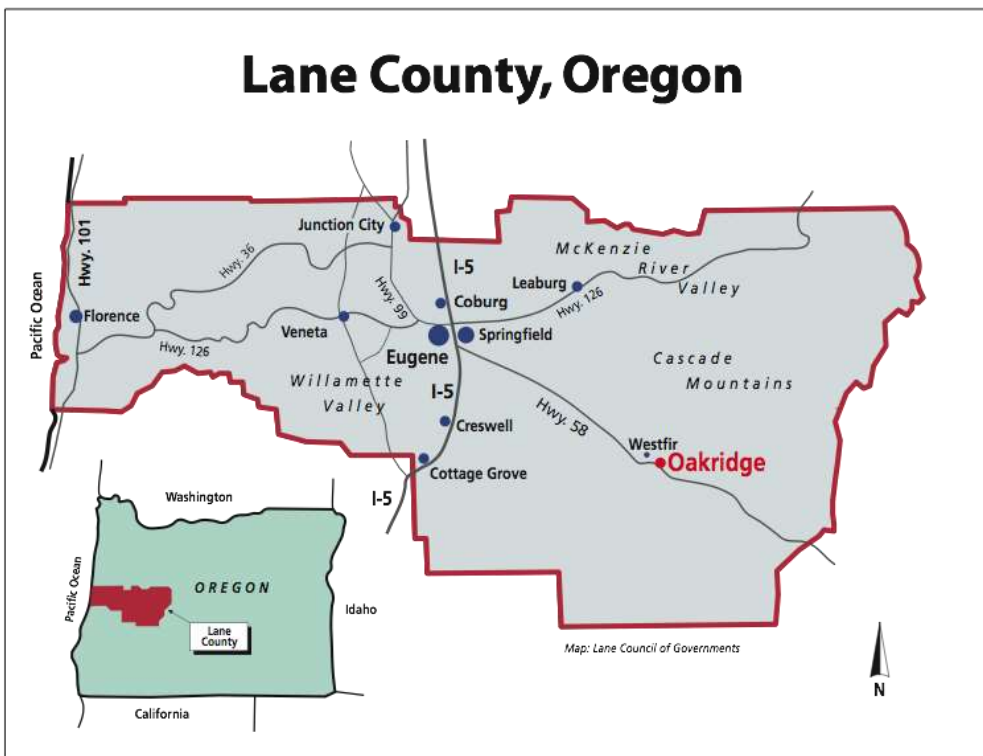 Lane County, Oregon
Pacific Ocean
Hwy. 101
Junction City
Hwy. 36
I-5
McKenzie
River
Valley
Leaburg
Hwy. 126
Coburg
Hwy. 99
Florence
Veneta
Springfield
Eugene
Hwy. 126
Cascade
Mountains
Willamette
Valley
I-5
Hwy. 58
Creswell
Westfir
Oakridge
Cottage Grove
I-5
Washington
Pacific Ocean
OREGON
Idaho
Lane
County
California
Map: Lane Council of Governments
N